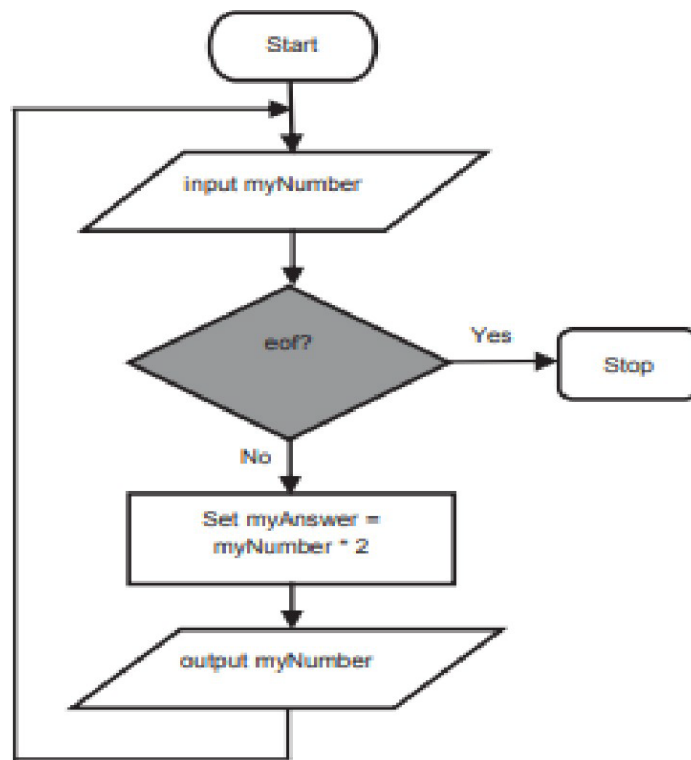 Start
input myNumber
eof?
Yes
Stop
No
Set myAnswer =
myNumber * 2
output myNumber